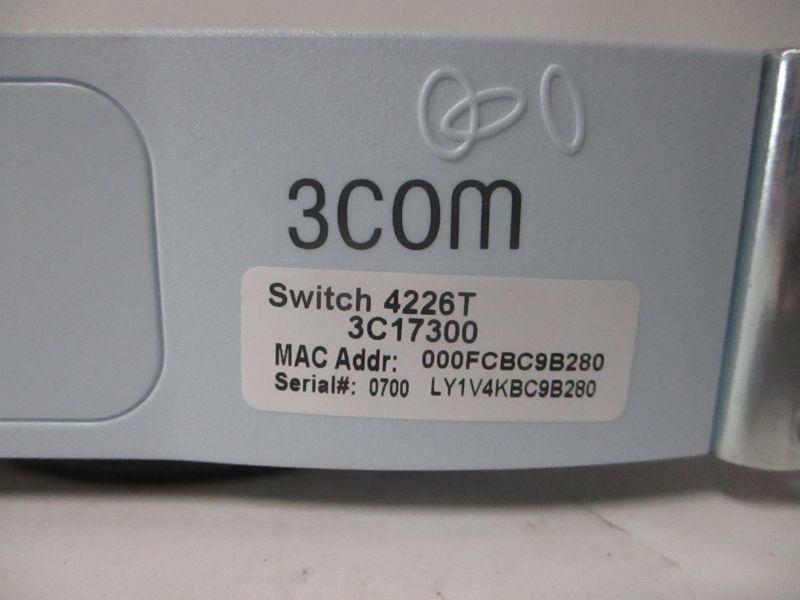 3COM
Switch 4226T
3C17300
MAC Addr: 000FCBC9B280
Serial#: 0700 LY1V4KBC9B280